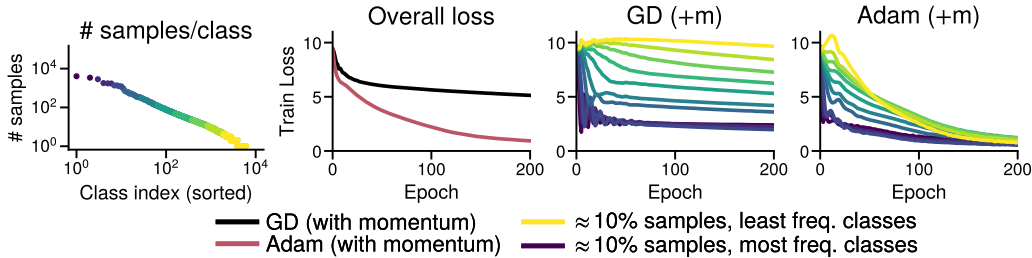 # samples/class
# samples
10⁴
10²
10⁰
10⁰
10²
10⁴
Class index (sorted)
Overall loss
Train Loss
10
5
0
0
100
200
Epoch
GD (+m)
10
5
0
0
100
200
Epoch
Adam (+m)
10
5
0
0
100
200
Epoch
GD (with momentum)
Adam (with momentum)
≈10% samples, least freq. classes
≈10% samples, most freq. classes